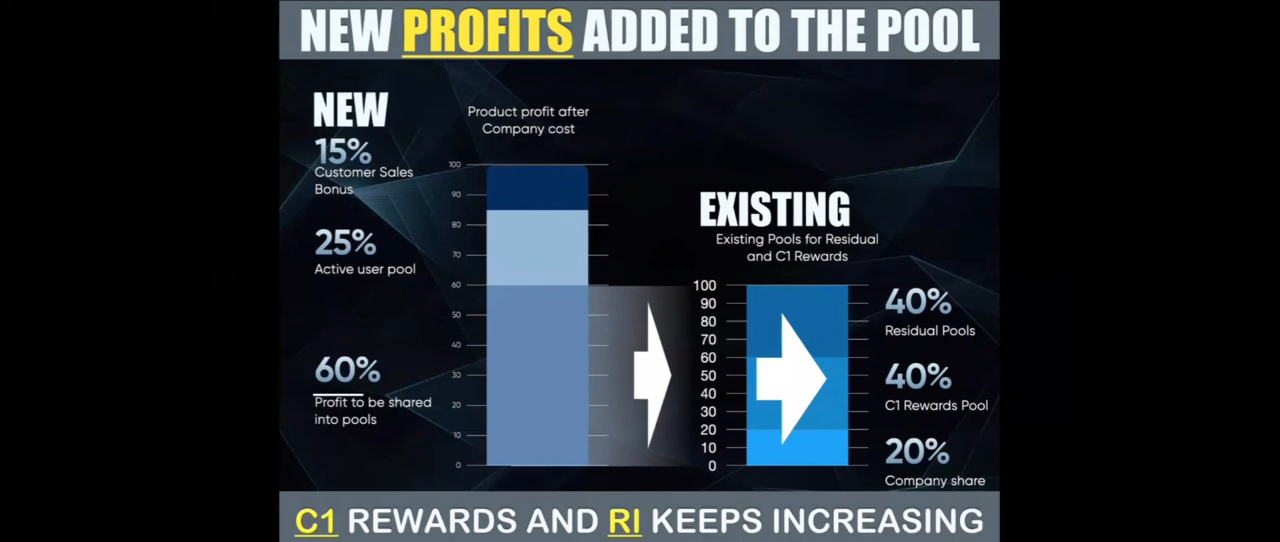 NEW PROFITS ADDED TO THE POOL
NEW
15%
Customer Sales
Bonus
25%
Active user pool
60%
Profit to be shared
into pools
Product profit after
Company cost
100
90
80
70
60
50
40
30
20
10
0
EXISTING
Existing Pools for Residual
and C1 Rewards
100
90
80
70
60
50
40
30
20
10
0
40%
Residual Pools
40%
C1 Rewards Pool
20%
Company share
C1 REWARDS AND RI KEEPS INCREASING